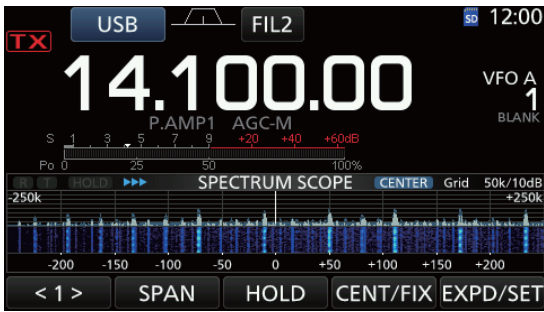 USB FIL2 SD 12:00
TX
14.100.00 VFO A
1
P.AMP1 AGC-M BLANK
S 1 3 5 7 9 +20 +40 +60dB
Po 0 25 50 100%
R T HOLD SPECTRUM SCOPE CENTER Grid 50k/10dB
-250k +250k
-200 -150 -100 -50 0 +50 +100 +150 +200
< 1 > SPAN HOLD CENT/FIX EXPD/SET